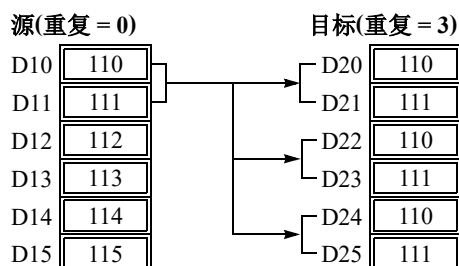 源(重复 = 0) 目标(重复 = 3)
D10 110 D20 110
D11 111 D21 111
D12 112 D22 110
D13 113 D23 111
D14 114 D24 110
D15 115 D25 111